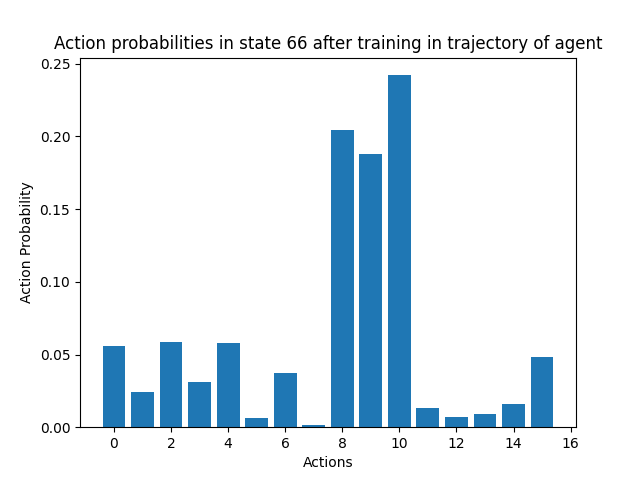 Action probabilities in state 66 after training in trajectory of agent
0.25
0.20
0.15
0.10
0.05
0.00
Action Probability
0 2 4 6 8 10 12 14 16
Actions